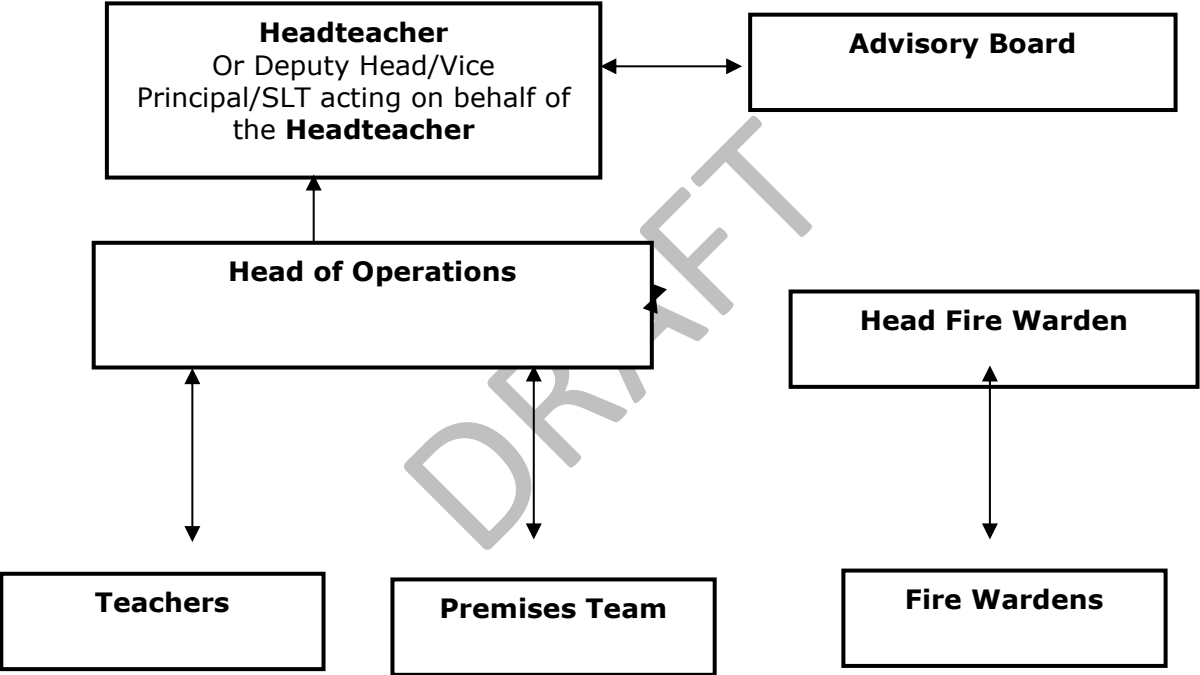 Headteacher
Or Deputy Head/Vice
Principal/SLT acting on behalf of
the Headteacher
Advisory Board
Head of Operations
Head Fire Warden
DRAFT
Teachers
Premises Team
Fire Wardens